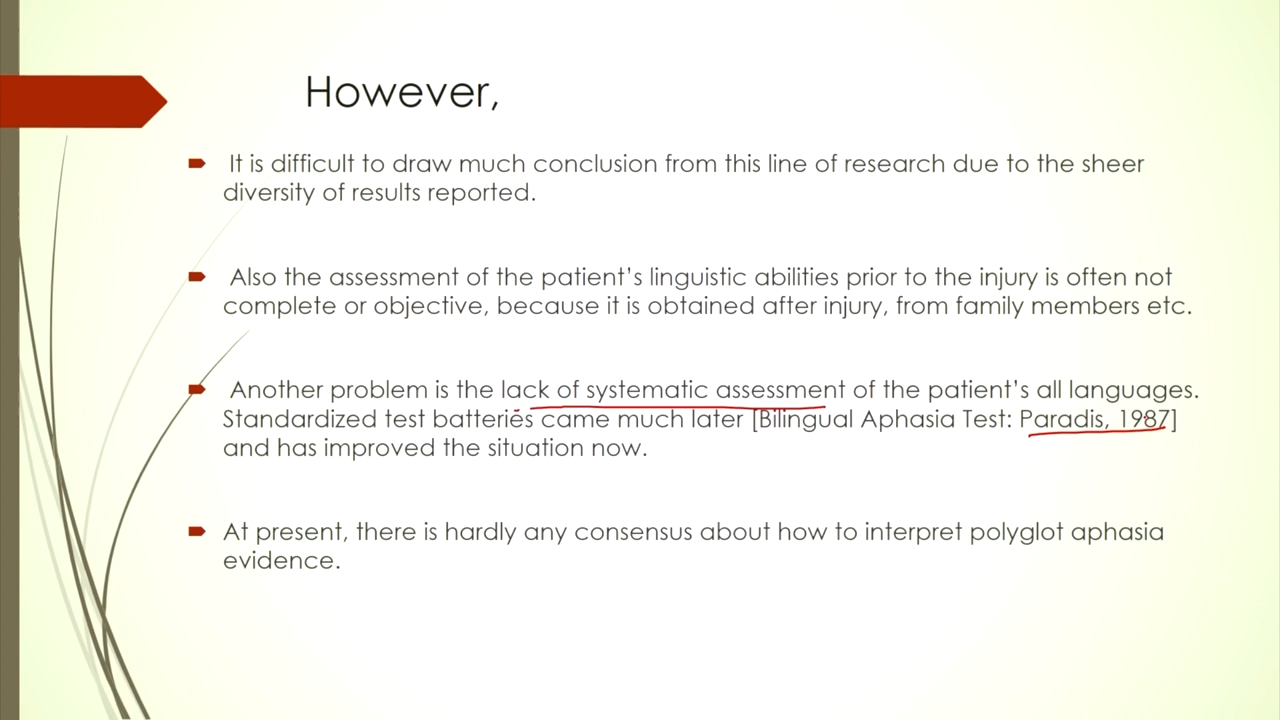 However,
It is difficult to draw much conclusion from this line of research due to the sheer
diversity of results reported.
Also the assessment of the patient's linguistic abilities prior to the injury is often not
complete or objective, because it is obtained after injury, from family members etc.
Another problem is the lack of systematic assessment of the patient's all languages.
Standardized test batteries came much later [Bilingual Aphasia Test: Paradis, 1987]
and has improved the situation now.
At present, there is hardly any consensus about how to interpret polyglot aphasia
evidence.